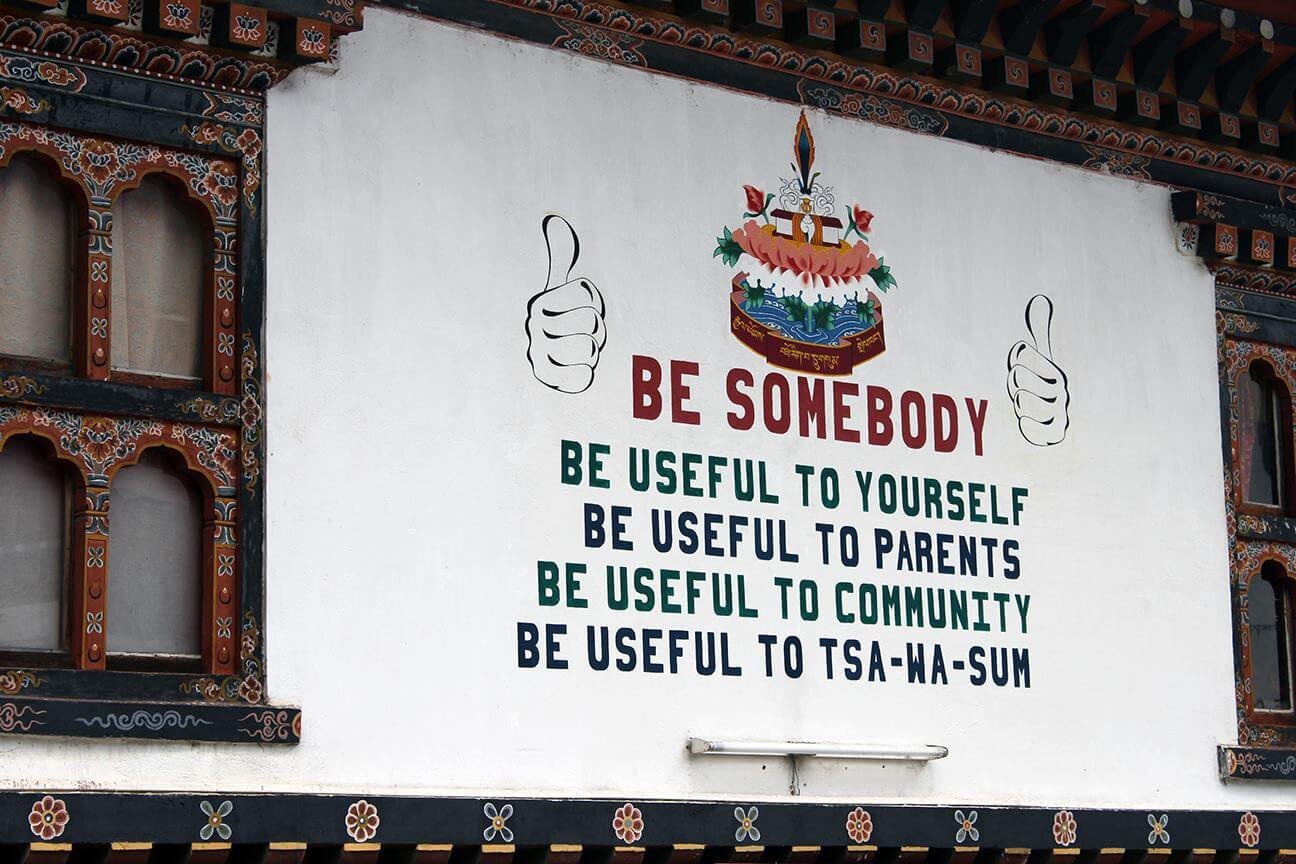 BE SOMEBODY
BE USEFUL TO YOURSELF
BE USEFUL TO PARENTS
BE USEFUL TO COMMUNITY
BE USEFUL TO TSA-WA-SUM